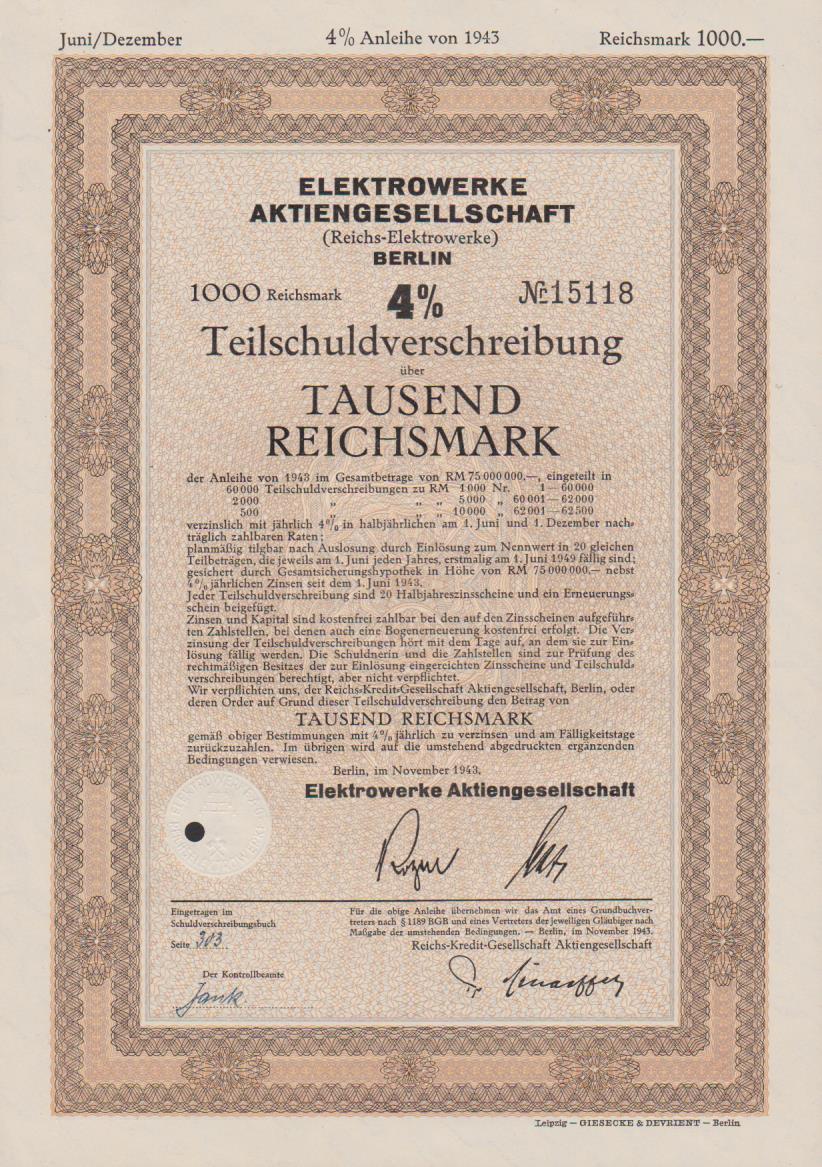 Juni/Dezember 4% Anleihe von 1943 Reichsmark 1000.—
ELEKTROWERKE
AKTIENGESELLSCHAFT
(Reichs-Elektrowerke)
BERLIN
1000 Reichsmark 4% Nr. 15118
Teilschuldverschreibung
über
TAUSEND
REICHSMARK
der Anleihe von 1943 im Gesamtbetrage von RM 75 000 000.—, eingeteilt in
60 000 Teilschuldverschreibungen zu RM 1 000 Nr. 1—60 000
2 000 „ „ „ 5 000 „ 60 001—62 000
500 „ „ „ 10 000 „ 62 001—62 500
verzinslich mit jährlich 4% in halbjährlichen am 1. Juni und 1. Dezember nach-
träglich zahlbaren Raten;
planmäßig tilgbar nach Auslosung durch Einlösung zum Nennwert in 20 gleichen
Teilbeträgen, die jeweils am 1. Juni jeden Jahres, erstmalig am 1. Juni 1949 fällig sind;
gesichert durch Gesamtsicherungshypothek in Höhe von RM 75 000 000.— nebst
4% jährlichen Zinsen seit dem 1. Juni 1943.
Jeder Teilschuldverschreibung sind 20 Halbjahreszinsscheine und ein Erneuerungs-
schein beigefügt.
Zinsen und Kapital sind kostenfrei zahlbar bei den auf den Zinsscheinen aufgeführ-
ten Zahlstellen, bei denen auch eine Bogenerneuerung kostenfrei erfolgt. Die Ver-
zinsung der Teilschuldverschreibungen hört mit dem Tage auf, an dem sie zur Ein-
lösung fällig werden. Die Schuldnerin und die Zahlstellen sind zur Prüfung des
rechtmäßigen Besitzes der zur Einlösung eingereichten Zinsscheine und Teilschuld-
verschreibungen berechtigt, aber nicht verpflichtet.
Wir verpflichten uns, der Reichs-Kredit-Gesellschaft Aktiengesellschaft, Berlin, oder
deren Order auf Grund dieser Teilschuldverschreibung den Betrag von
TAUSEND REICHSMARK
gemäß obiger Bestimmungen mit 4% jährlich zu verzinsen und am Fälligkeitstage
zurückzuzahlen. Im übrigen wird auf die umstehend abgedruckten ergänzenden
Bedingungen verwiesen.
Berlin, im November 1943.
Elektrowerke Aktiengesellschaft
Eingetragen im
Schuldverschreibungsbuch
Seite 303
Der Kontrollbeamte
Jank
Für die obige Anleihe übernehmen wir das Amt eines Grundbuchver-
treters nach § 1189 BGB und eines Vertreters der jeweiligen Gläubiger nach
Maßgabe der umstehenden Bedingungen. — Berlin, im November 1943.
Reichs-Kredit-Gesellschaft Aktiengesellschaft
Leipzig — GIESECKE & DEVRIENT — Berlin